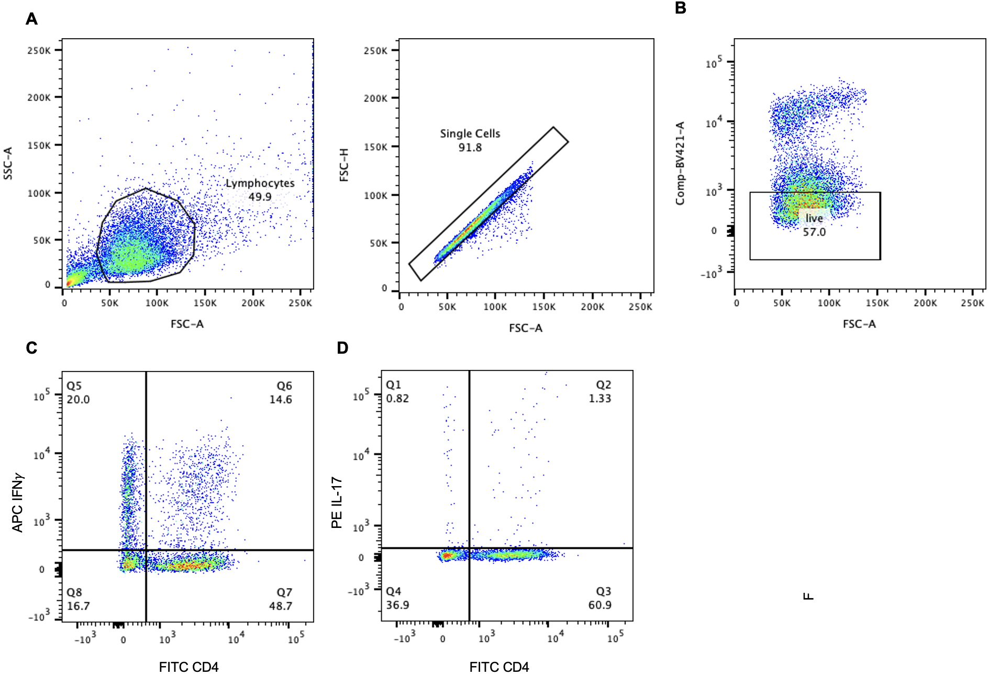 A
B
250K
200K
150K
100K
50K
0
SSC-A
Lymphocytes
49.9
0 50K 100K 150K 200K 250K
FSC-A
250K
200K
150K
100K
50K
0
FSC-H
Single Cells
91.8
0 50K 100K 150K 200K 250K
FSC-A
10^5
10^4
10^3
0
-10^3
Comp-BV421-A
live
57.0
0 50K 100K 150K 200K 250K
FSC-A
C
D
10^5
10^4
10^3
0
-10^3
APC IFNγ
Q5
20.0
Q6
14.6
Q8
16.7
Q7
48.7
-10^3 0 10^3 10^4 10^5
FITC CD4
10^5
10^4
10^3
0
-10^3
PE IL-17
Q1
0.82
Q2
1.33
Q4
36.9
Q3
60.9
-10^3 0 10^3 10^4 10^5
FITC CD4
F